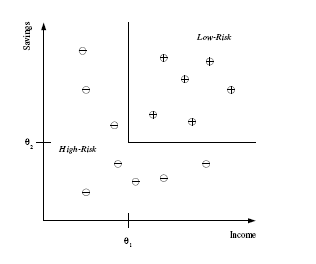 Savings
Low-Risk
θ₂
High-Risk
Income
θ₁